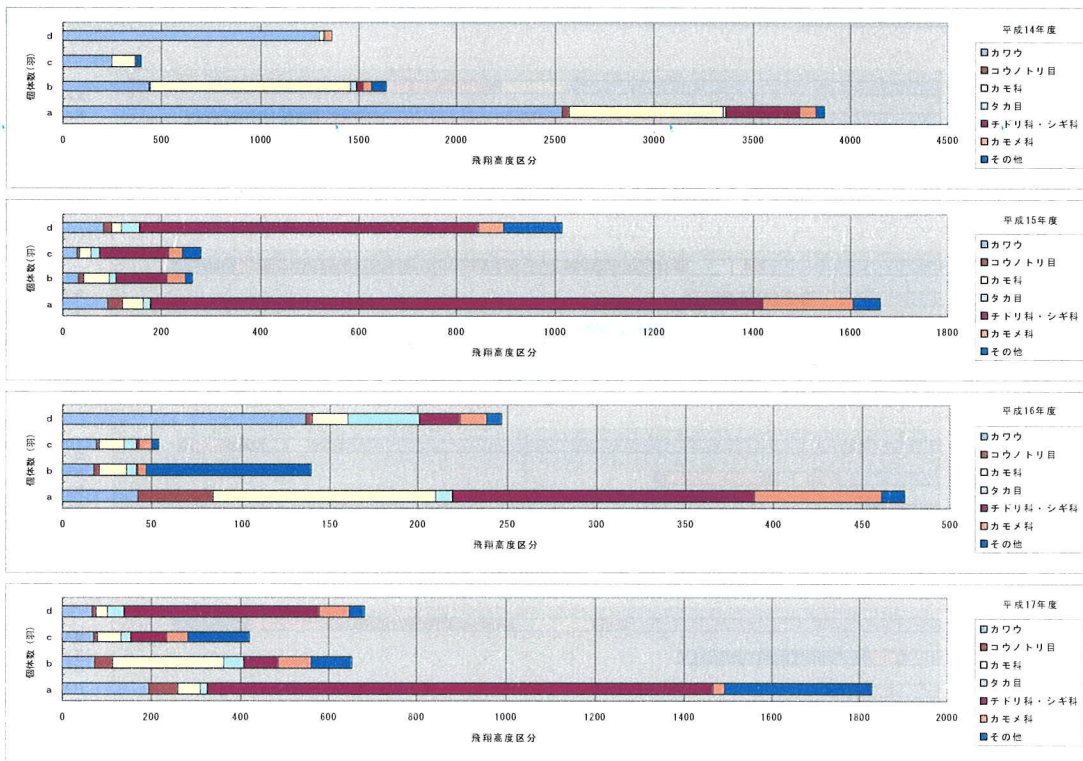 平成14年度
個体数(羽)
d
c
b
a
0 500 1000 1500 2000 2500 3000 3500 4000 4500
飛翔高度区分
カワウ
コウノトリ目
カモ科
タカ目
チドリ科・シギ科
カモメ科
その他
平成15年度
個体数(羽)
d
c
b
a
0 200 400 600 800 1000 1200 1400 1600 1800
飛翔高度区分
カワウ
コウノトリ目
カモ科
タカ目
チドリ科・シギ科
カモメ科
その他
平成16年度
個体数(羽)
d
c
b
a
0 50 100 150 200 250 300 350 400 450 500
飛翔高度区分
カワウ
コウノトリ目
カモ科
タカ目
チドリ科・シギ科
カモメ科
その他
平成17年度
個体数(羽)
d
c
b
a
0 200 400 600 800 1000 1200 1400 1600 1800 2000
飛翔高度区分
カワウ
コウノトリ目
カモ科
タカ目
チドリ科・シギ科
カモメ科
その他